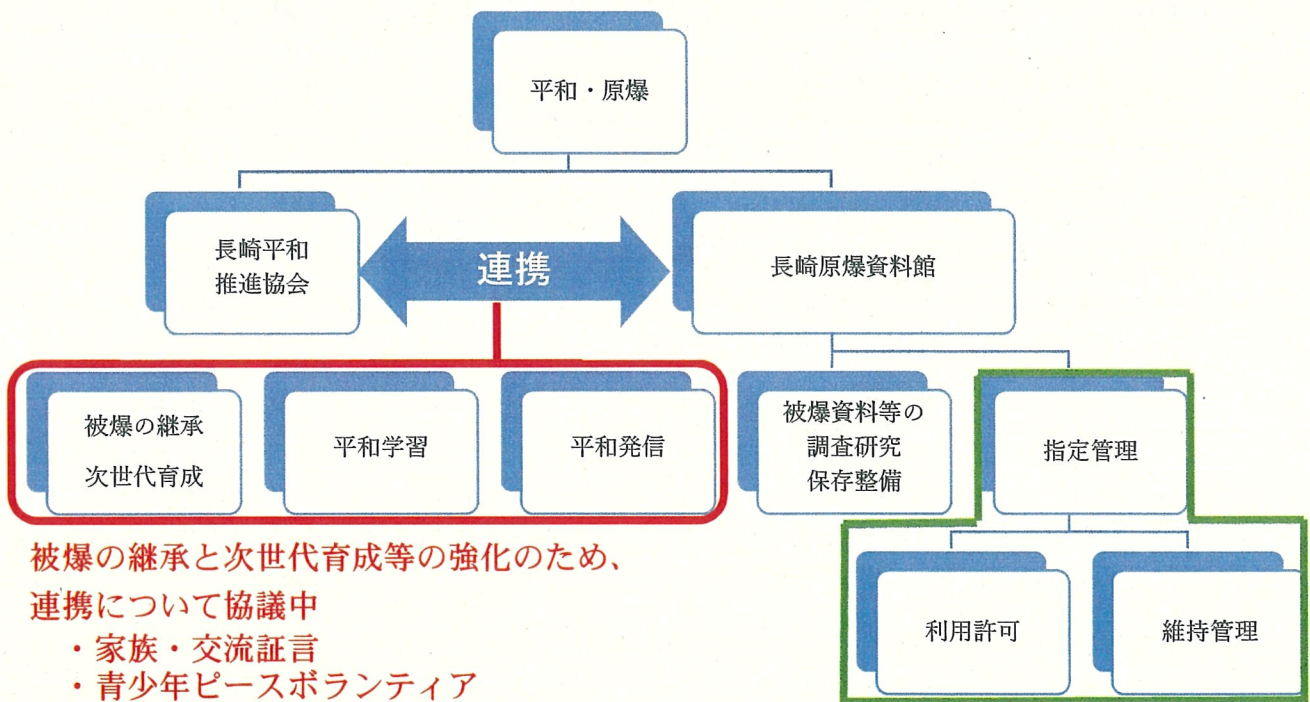 平和・原爆
長崎平和
推進協会
連携
長崎原爆資料館
被爆の継承
次世代育成
平和学習
平和発信
被爆資料等の
調査研究
保存整備
指定管理
利用許可
維持管理
被爆の継承と次世代育成等の強化のため、
連携について協議中
・家族・交流証言
・青少年ピースボランティア